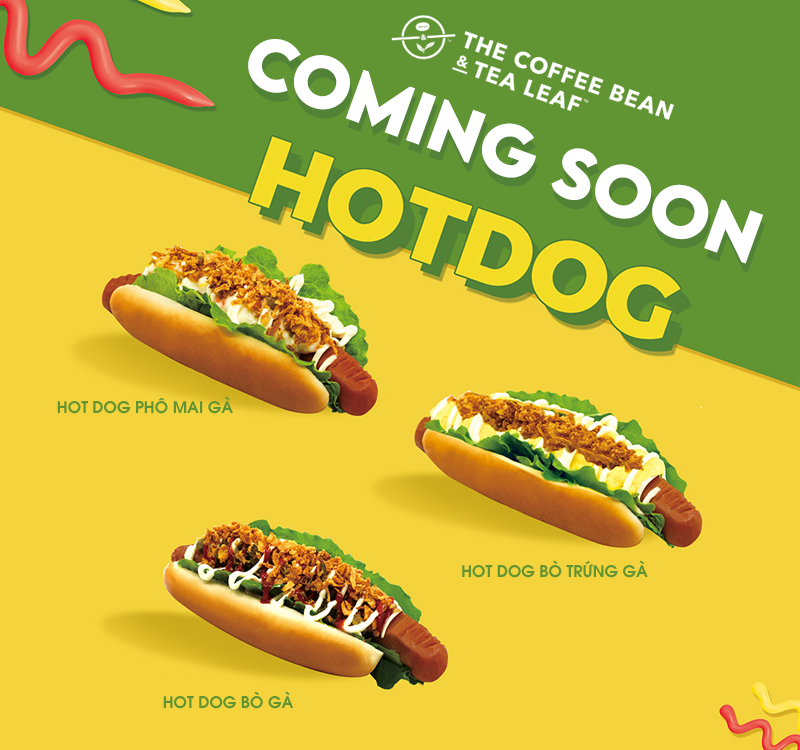 THE COFFEE BEAN
& TEA LEAF™
COMING SOON
HOTDOG
HOT DOG PHÔ MAI GÀ
HOT DOG BÒ TRỨNG GÀ
HOT DOG BÒ GÀ